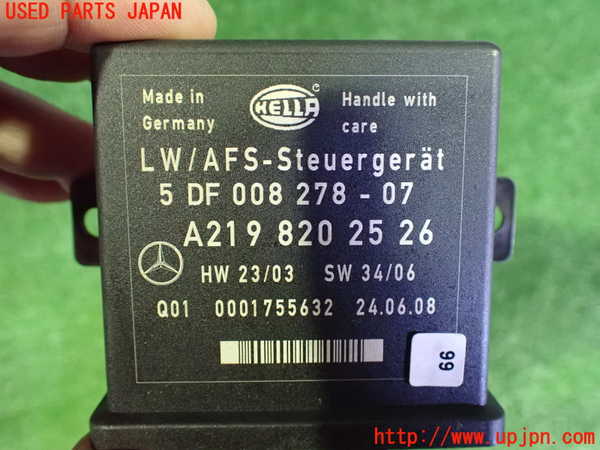 USED PARTS JAPAN
Made in
Germany
HELLA
Handle with
care
LW/AFS-Steuergerät
5 DF 008 278 - 07
A219 820 25 26
HW 23/03 SW 34/06
Q01 0001755632 24.06.08
99
http://www.upjpn.com